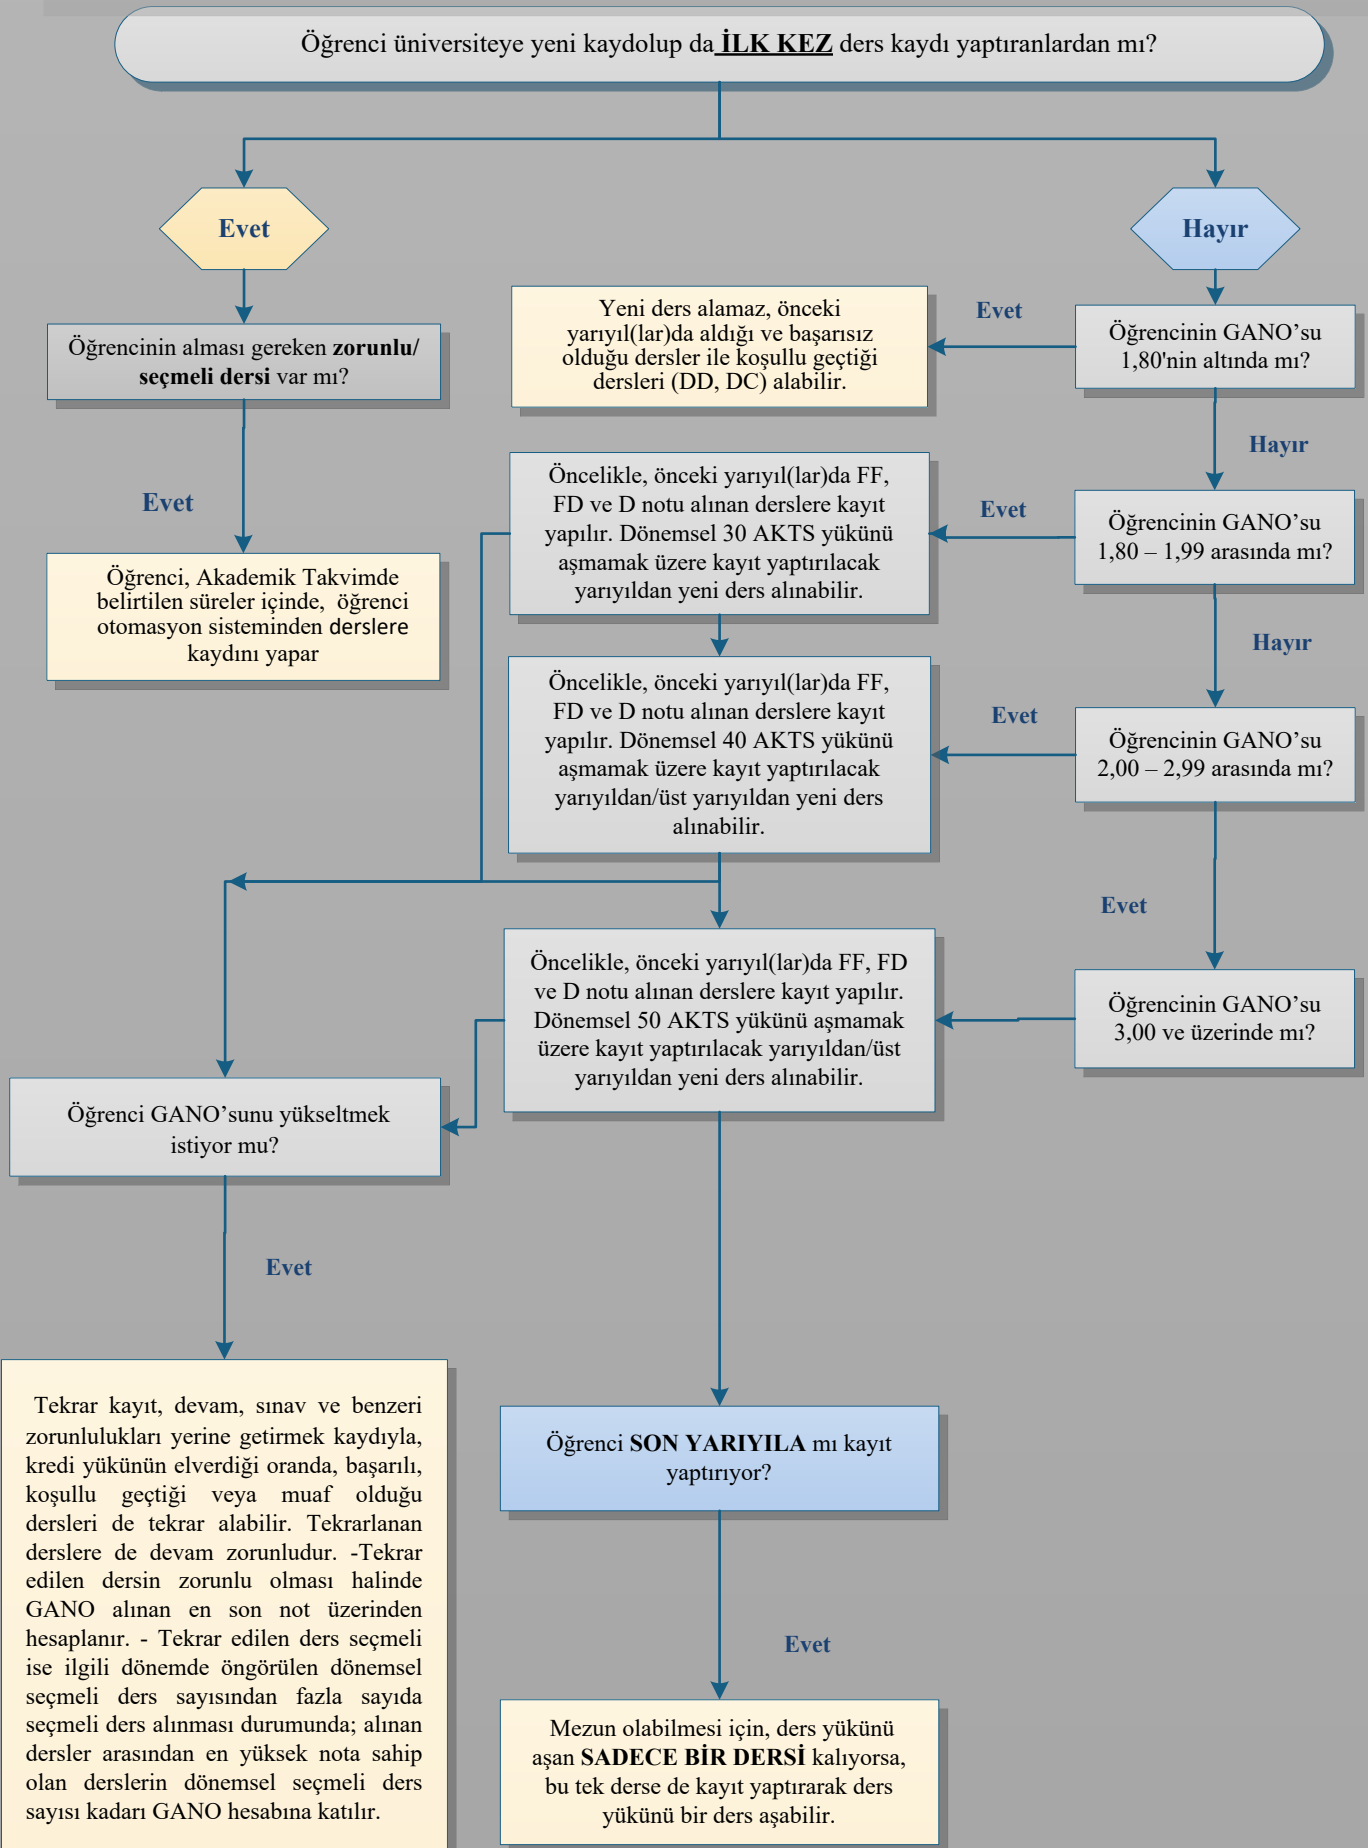 Öğrenci üniversiteye yeni kaydolup da İLK KEZ ders kaydı yaptıranlardan mı?
Evet
Hayır
Öğrencinin alması gereken zorunlu/
seçmeli dersi var mı?
Evet
Öğrenci, Akademik Takvimde
belirtilen süreler içinde, öğrenci
otomasyon sisteminden derslere
kaydını yapar
Öğrencinin GANO’su
1,80'nin altında mı?
Evet
Yeni ders alamaz, önceki
yarıyıl(lar)da aldığı ve başarısız
olduğu dersler ile koşullu geçtiği
dersleri (DD, DC) alabilir.
Hayır
Öğrencinin GANO’su
1,80 – 1,99 arasında mı?
Evet
Öncelikle, önceki yarıyıl(lar)da FF,
FD ve D notu alınan derslere kayıt
yapılır. Dönemsel 30 AKTS yükünü
aşmamak üzere kayıt yaptırılacak
yarıyıldan yeni ders alınabilir.
Hayır
Öğrencinin GANO’su
2,00 – 2,99 arasında mı?
Evet
Öncelikle, önceki yarıyıl(lar)da FF,
FD ve D notu alınan derslere kayıt
yapılır. Dönemsel 40 AKTS yükünü
aşmamak üzere kayıt yaptırılacak
yarıyıldan/üst yarıyıldan yeni ders
alınabilir.
Evet
Öğrencinin GANO’su
3,00 ve üzerinde mı?
Öncelikle, önceki yarıyıl(lar)da FF, FD
ve D notu alınan derslere kayıt yapılır.
Dönemsel 50 AKTS yükünü aşmamak
üzere kayıt yaptırılacak yarıyıldan/üst
yarıyıldan yeni ders alınabilir.
Öğrenci GANO’sunu yükseltmek
istiyor mu?
Evet
Tekrar kayıt, devam, sınav ve benzeri
zorunlulukları yerine getirmek kaydıyla,
kredi yükünün elverdiği oranda, başarılı,
koşullu geçtiği veya muaf olduğu
dersleri de tekrar alabilir. Tekrarlanan
derslere de devam zorunludur. -Tekrar
edilen dersin zorunlu olması halinde
GANO alınan en son not üzerinden
hesaplanır. - Tekrar edilen ders seçmeli
ise ilgili dönemde öngörülen dönemsel
seçmeli ders sayısından fazla sayıda
seçmeli ders alınması durumunda; alınan
dersler arasından en yüksek nota sahip
olan derslerin dönemsel seçmeli ders
sayısı kadarı GANO hesabına katılır.
Öğrenci SON YARIYILA mı kayıt
yaptırıyor?
Evet
Mezun olabilmesi için, ders yükünü
aşan SADECE BİR DERSİ kalıyorsa,
bu tek derse de kayıt yaptırarak ders
yükünü bir ders aşabilir.